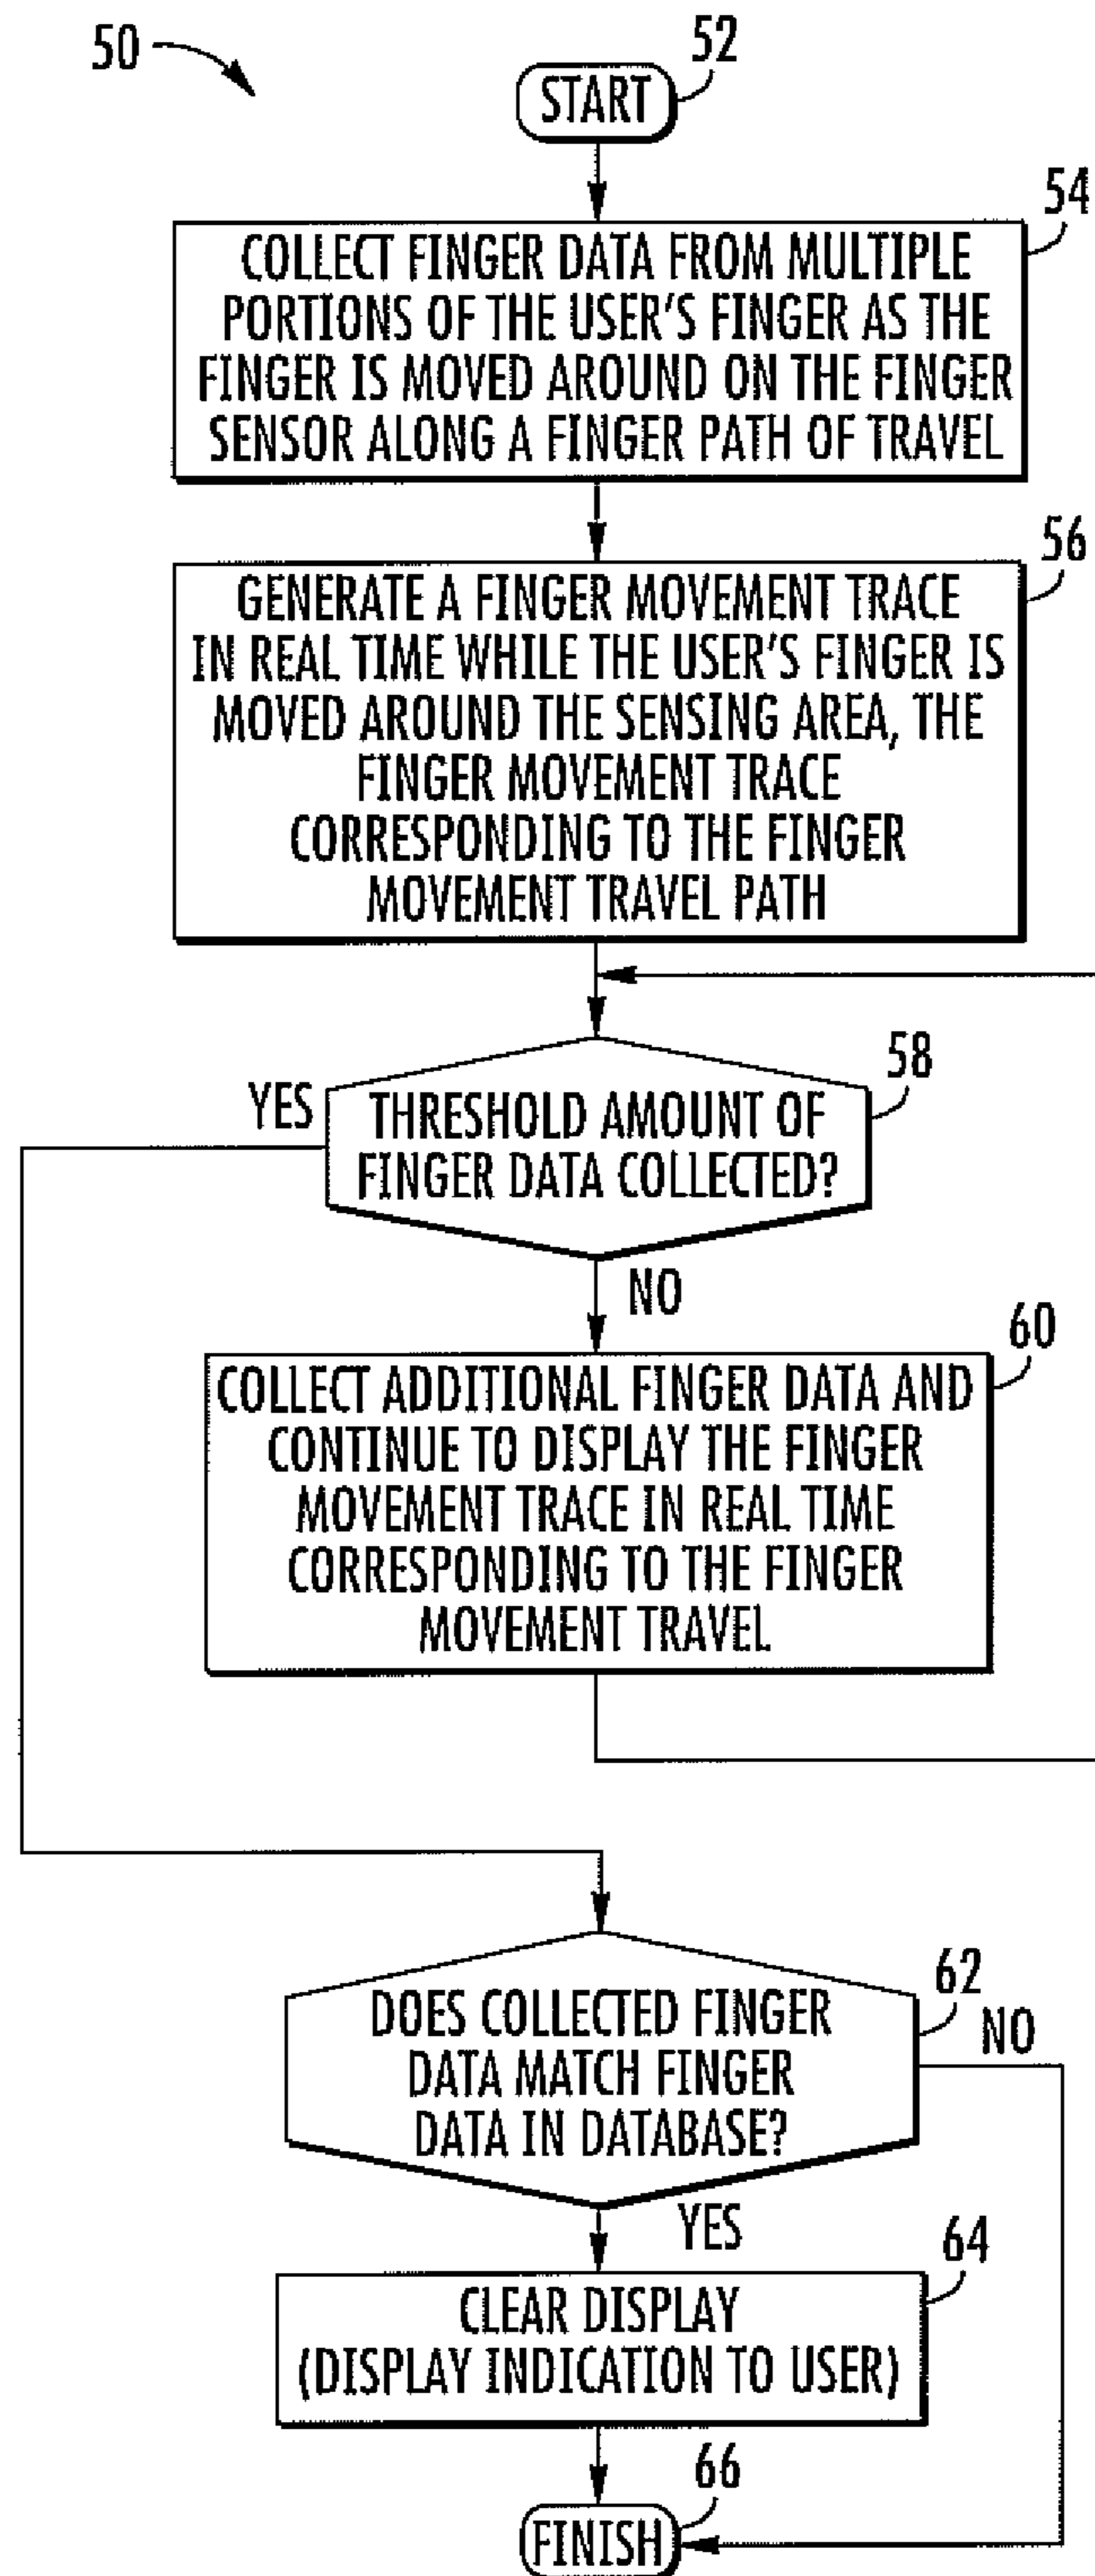 50
52
START
54
COLLECT FINGER DATA FROM MULTIPLE
PORTIONS OF THE USER'S FINGER AS THE
FINGER IS MOVED AROUND ON THE FINGER
SENSOR ALONG A FINGER PATH OF TRAVEL
56
GENERATE A FINGER MOVEMENT TRACE
IN REAL TIME WHILE THE USER'S FINGER IS
MOVED AROUND THE SENSING AREA, THE
FINGER MOVEMENT TRACE
CORRESPONDING TO THE FINGER
MOVEMENT TRAVEL PATH
58
YES
THRESHOLD AMOUNT OF
FINGER DATA COLLECTED?
NO
60
COLLECT ADDITIONAL FINGER DATA AND
CONTINUE TO DISPLAY THE FINGER
MOVEMENT TRACE IN REAL TIME
CORRESPONDING TO THE FINGER
MOVEMENT TRAVEL
62
NO
DOES COLLECTED FINGER
DATA MATCH FINGER
DATA IN DATABASE?
YES
64
CLEAR DISPLAY
(DISPLAY INDICATION TO USER)
66
FINISH